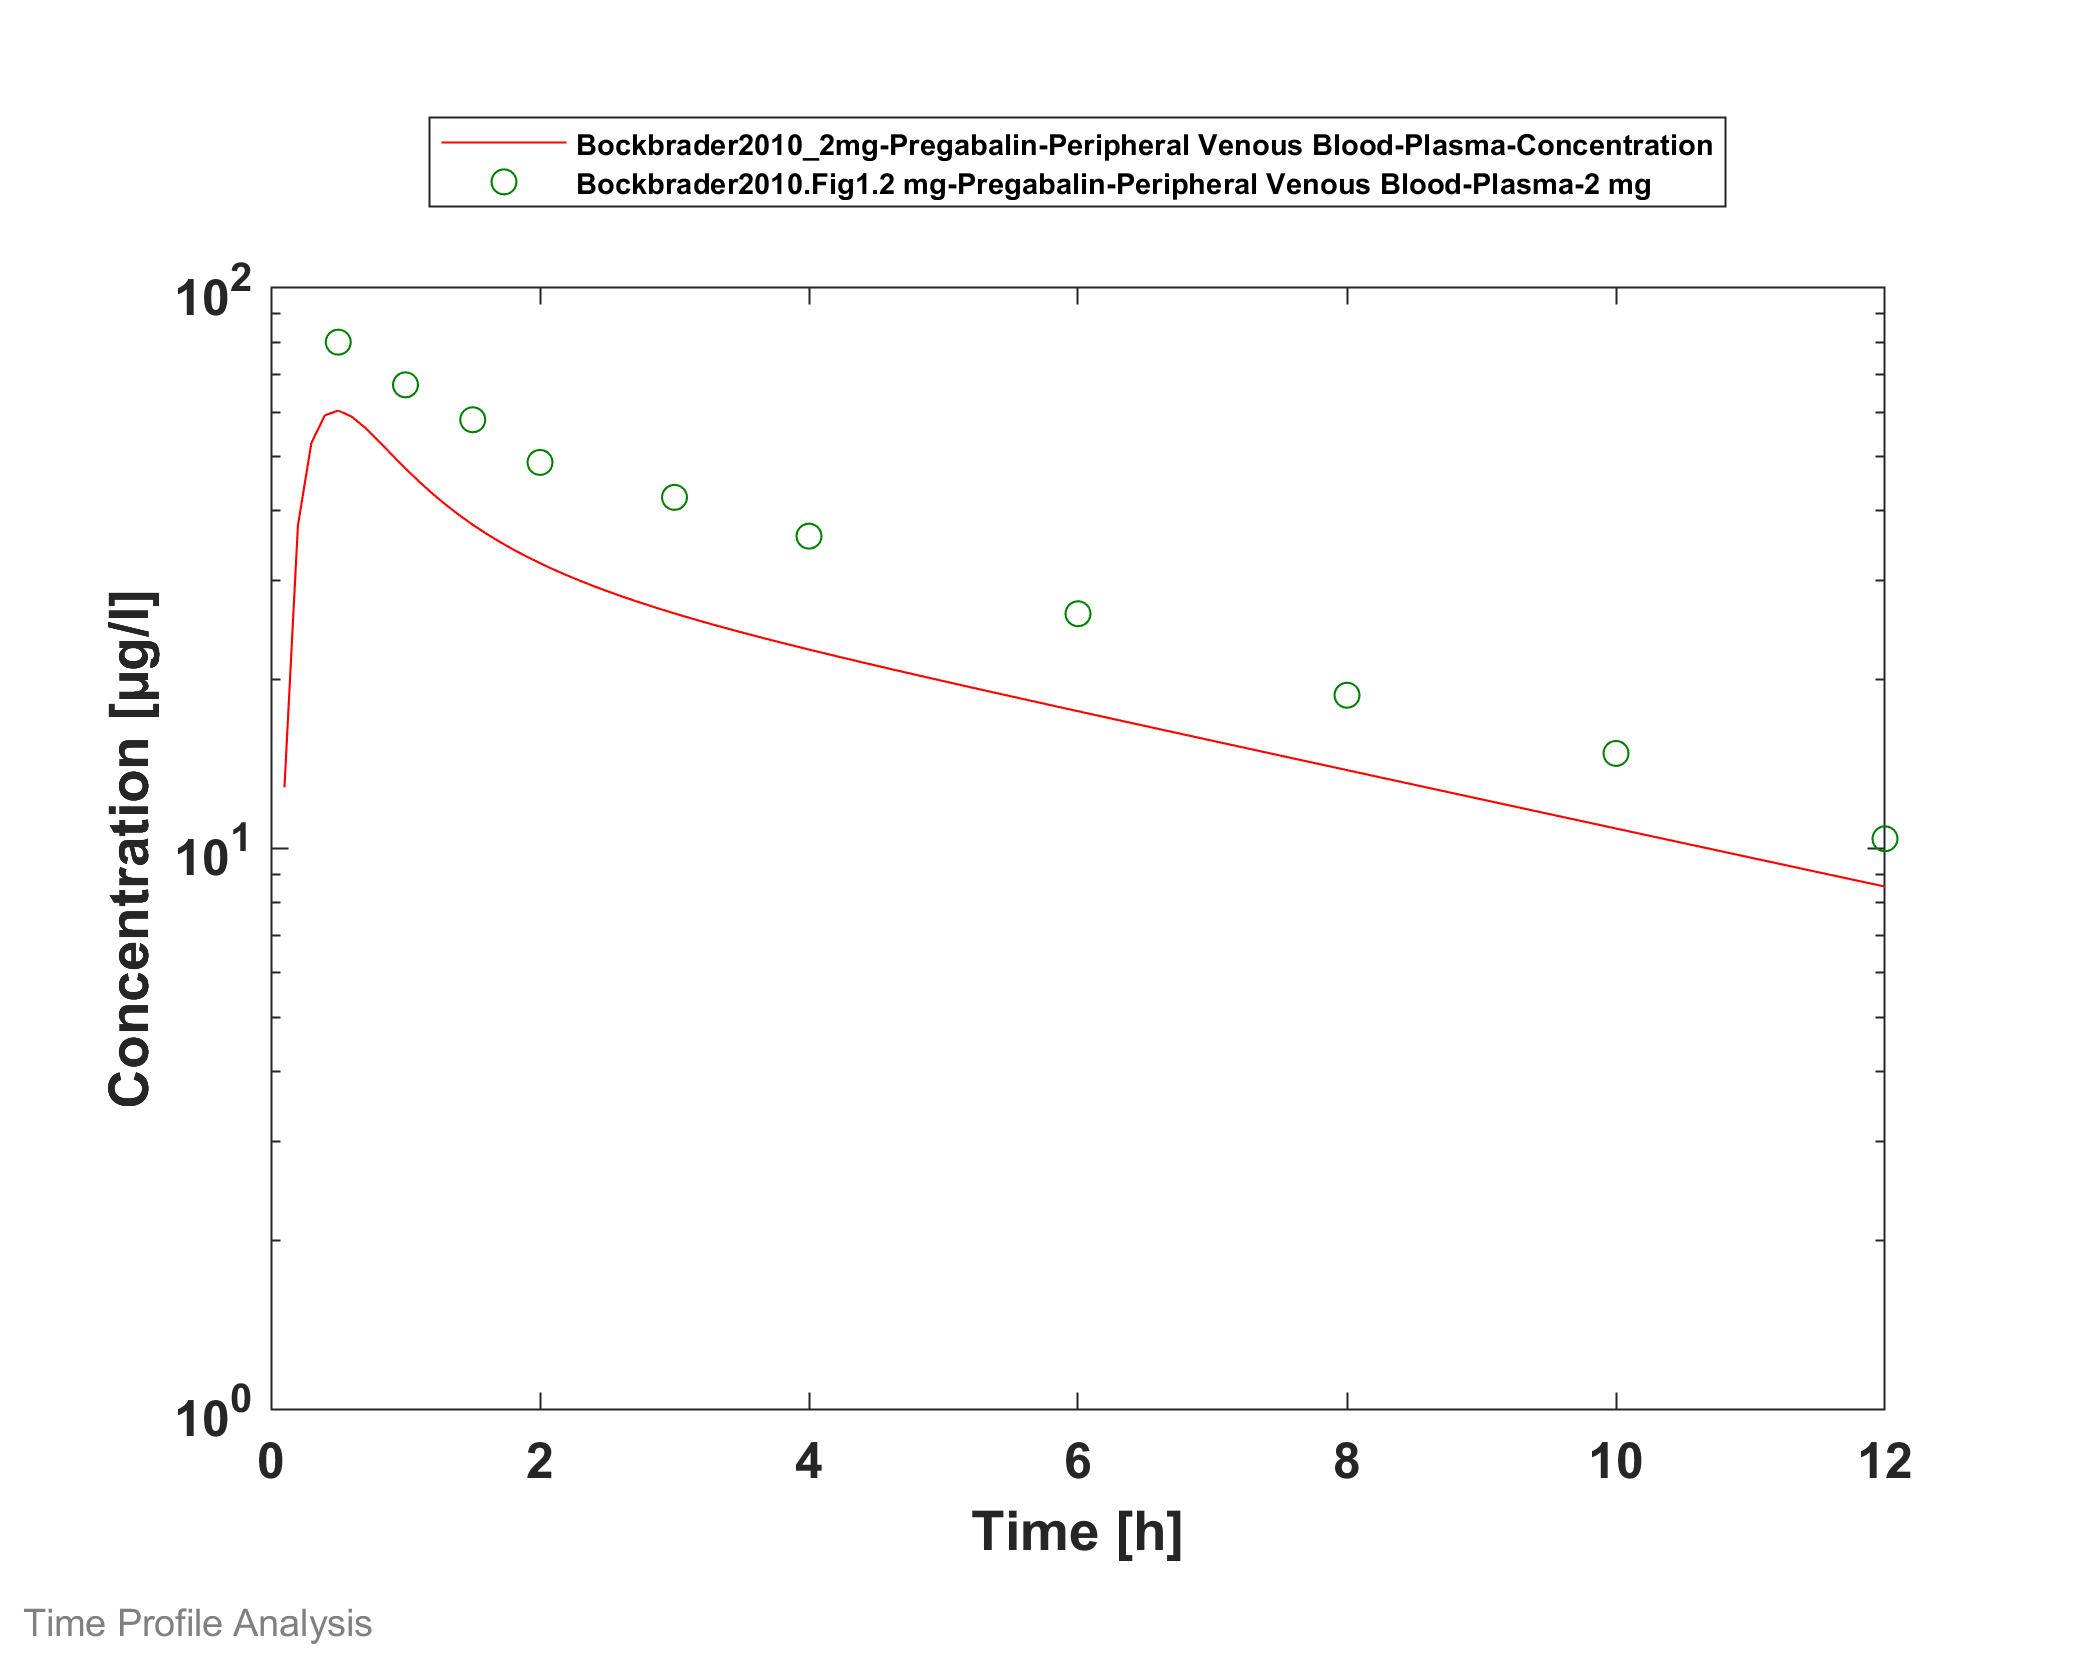 Bockbrader2010_2mg-Pregabalin-Peripheral Venous Blood-Plasma-Concentration
Bockbrader2010.Fig1.2 mg-Pregabalin-Peripheral Venous Blood-Plasma-2 mg
10^2
10^1
10^0
Concentration [µg/l]
0 2 4 6 8 10 12
Time [h]
Time Profile Analysis